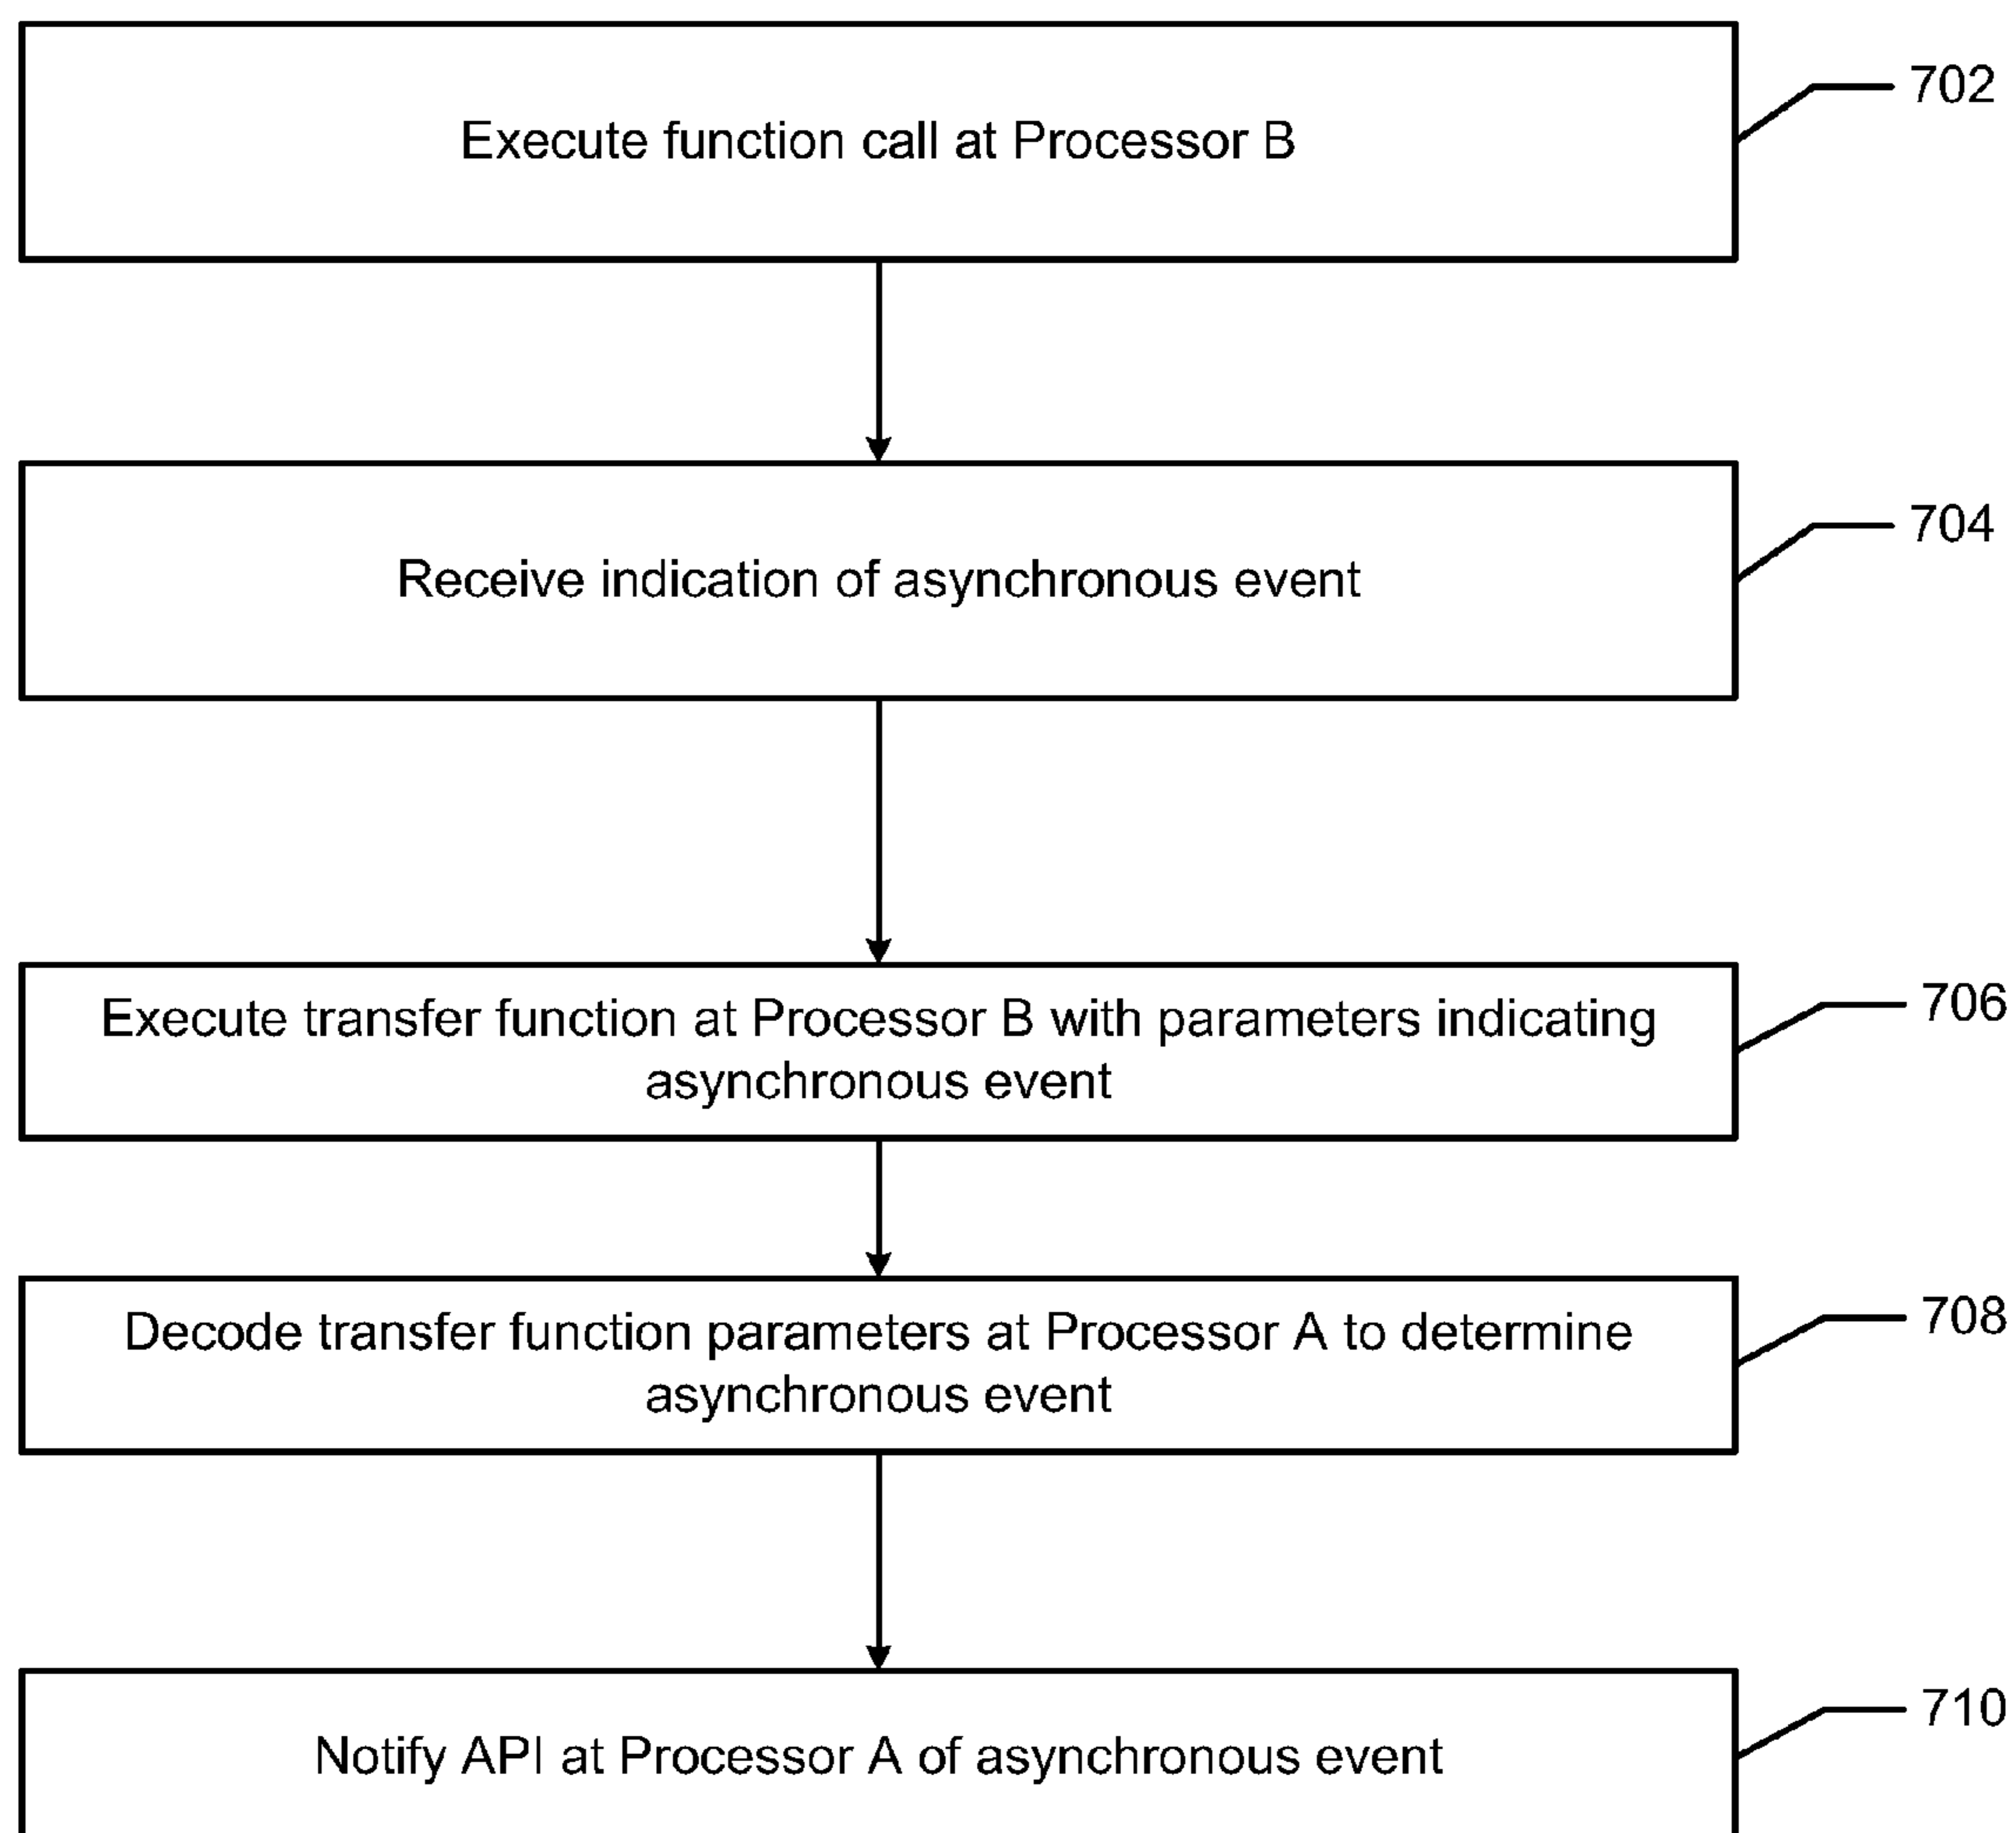 Execute function call at Processor B
702
Receive indication of asynchronous event
704
Execute transfer function at Processor B with parameters indicating
asynchronous event
706
Decode transfer function parameters at Processor A to determine
asynchronous event
708
Notify API at Processor A of asynchronous event
710